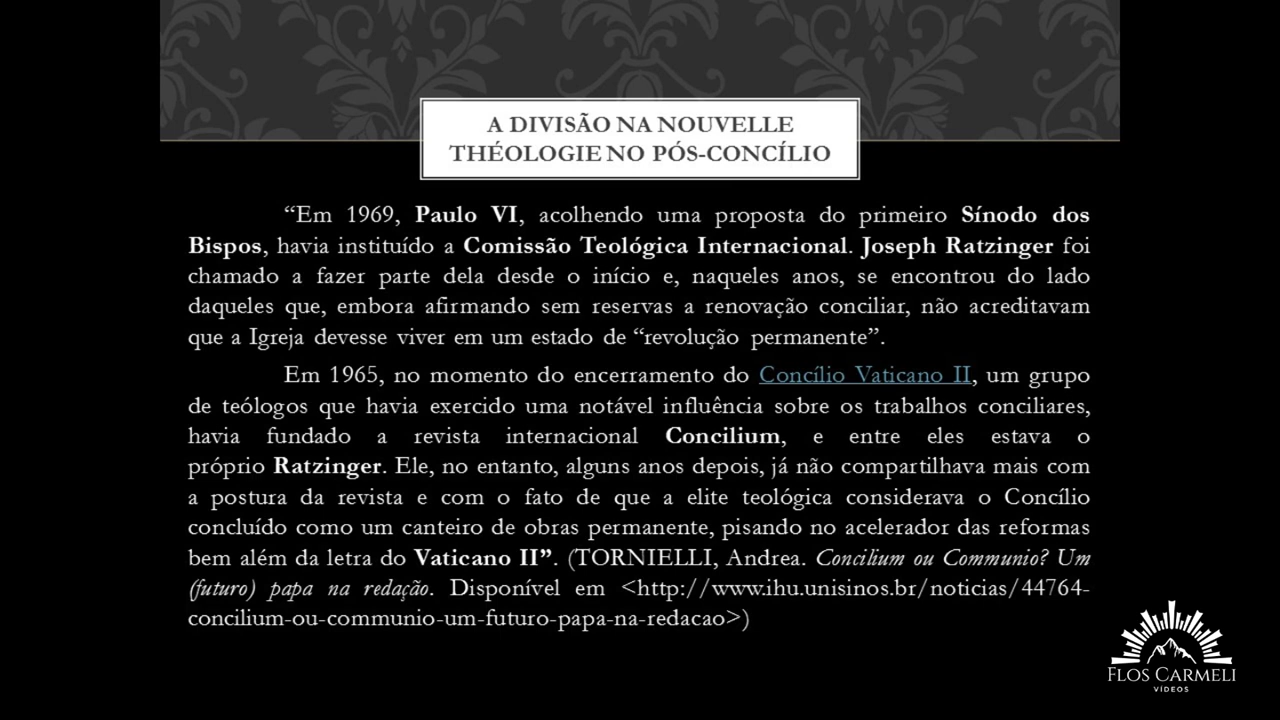 A DIVISÃO NA NOUVELLE
THÉOLOGIE NO PÓS-CONCÍLIO
“Em 1969, Paulo VI, acolhendo uma proposta do primeiro Sínodo dos
Bispos, havia instituído a Comissão Teológica Internacional. Joseph Ratzinger foi
chamado a fazer parte dela desde o início e, naqueles anos, se encontrou do lado
daqueles que, embora afirmando sem reservas a renovação conciliar, não acreditavam
que a Igreja devesse viver em um estado de “revolução permanente”.
Em 1965, no momento do encerramento do Concílio Vaticano II, um grupo
de teólogos que havia exercido uma notável influência sobre os trabalhos conciliares,
havia fundado a revista internacional Concilium, e entre eles estava o
próprio Ratzinger. Ele, no entanto, alguns anos depois, já não compartilhava mais com
a postura da revista e com o fato de que a elite teológica considerava o Concílio
concluído como um canteiro de obras permanente, pisando no acelerador das reformas
bem além da letra do Vaticano II”. (TORNIELLI, Andrea. Concilium ou Communio? Um
(futuro) papa na redação. Disponível em <http://www.ihu.unisinos.br/noticias/44764-
concilium-ou-communio-um-futuro-papa-na-redacao>)
FLOS CARMELI
VÍDEOS